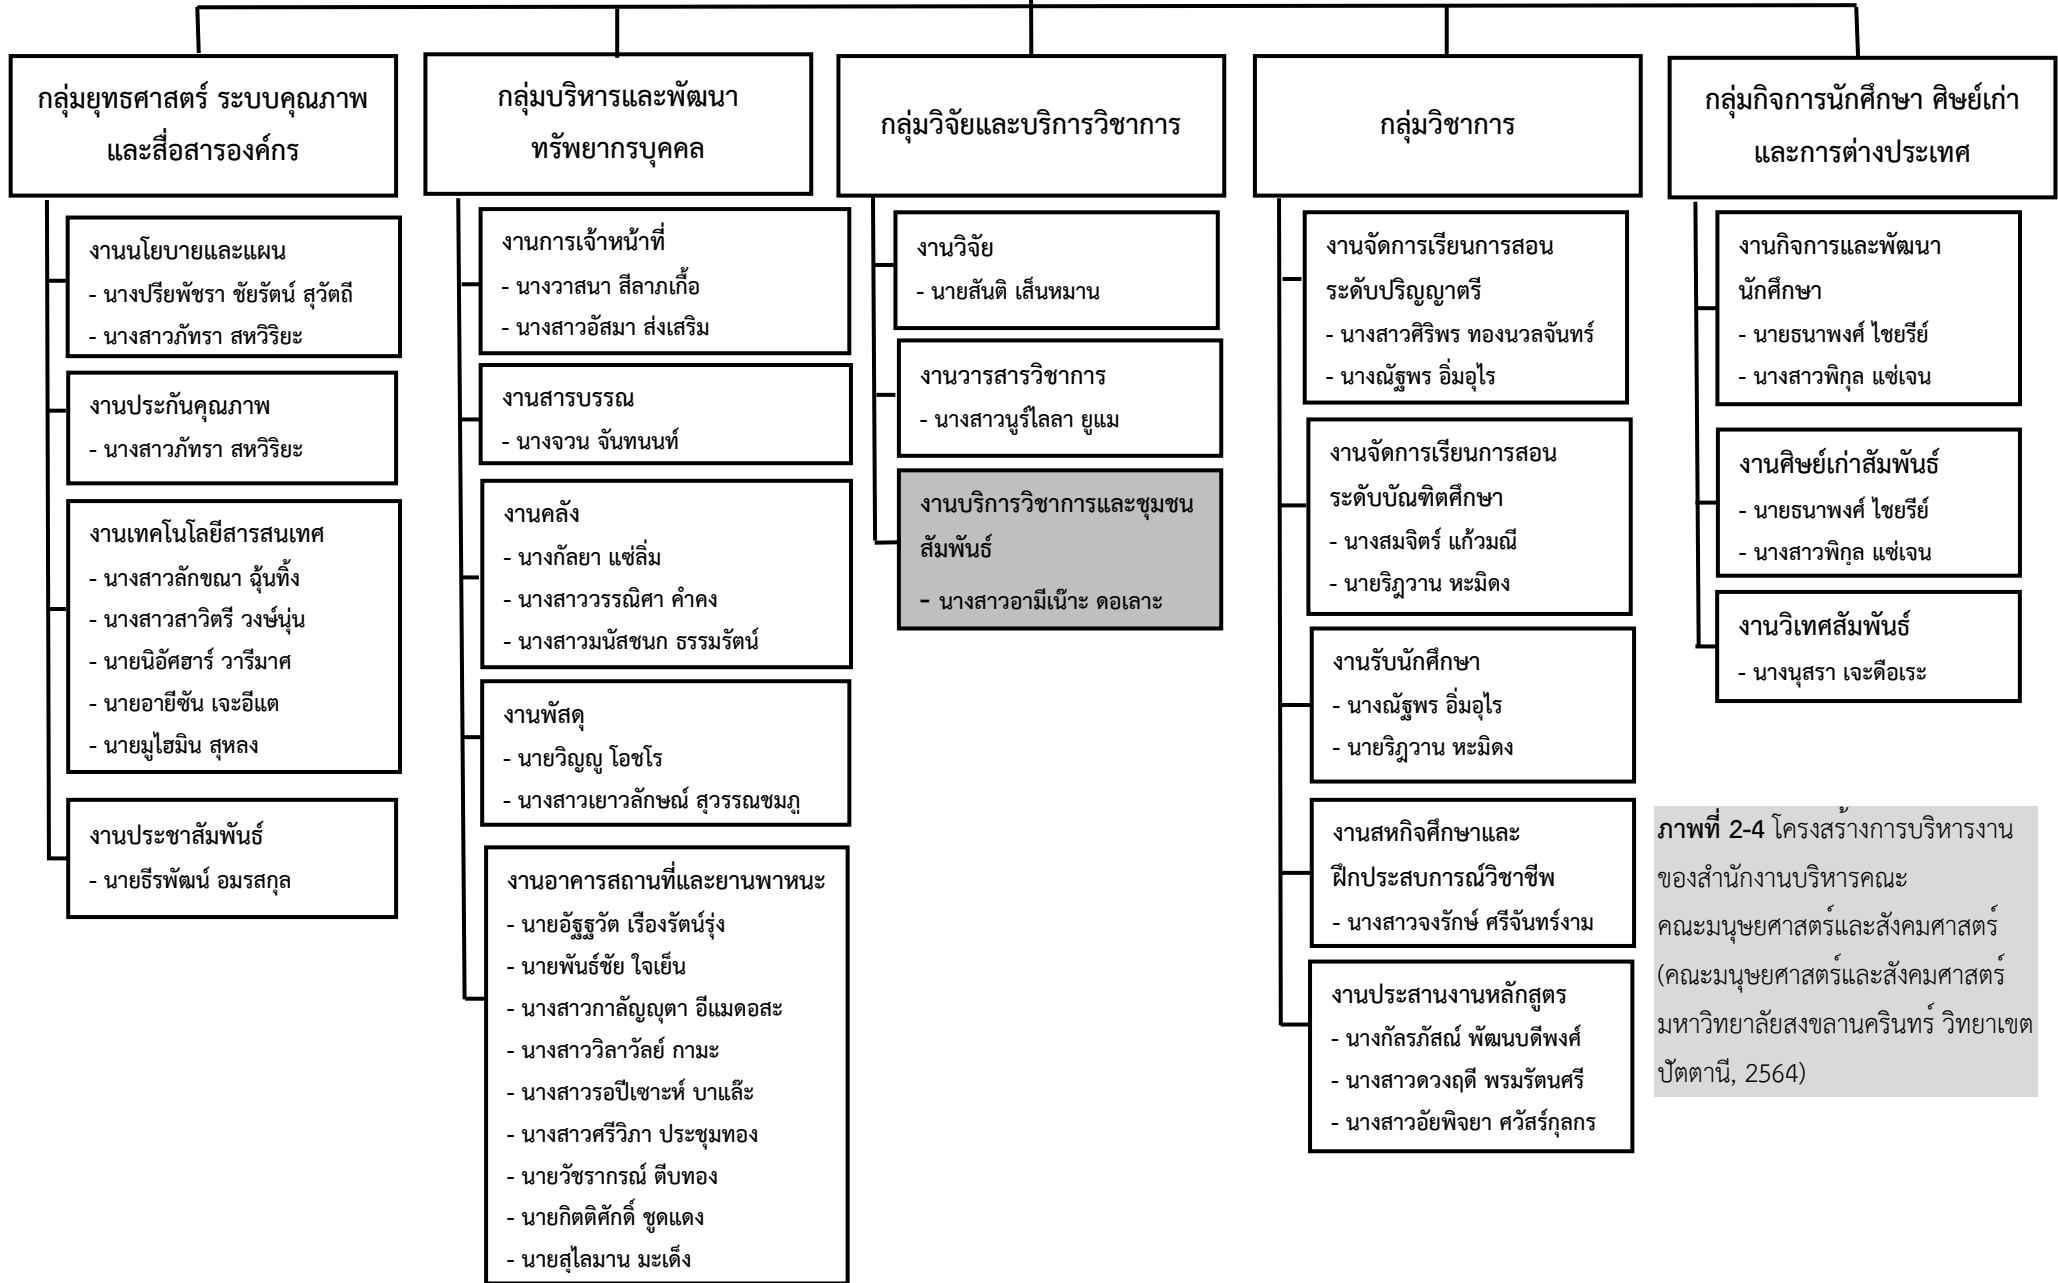 กลุ่มยุทธศาสตร์ ระบบคุณภาพ
และสื่อสารองค์กร
งานนโยบายและแผน
- นางปรียพัชรา ชัยรัตน์ สุวัตถี
- นางสาวภัทรา สหวิริยะ
งานประกันคุณภาพ
- นางสาวภัทรา สหวิริยะ
งานเทคโนโลยีสารสนเทศ
- นางสาวลักขณา ฉุ้นทิ้ง
- นางสาวสาวิตรี วงษ์นุ่น
- นายนิอัศฮาร์ วารีมาศ
- นายอายีซัน เจะอีแต
- นายมูไฮมิน สุหลง
งานประชาสัมพันธ์
- นายธีรพัฒน์ อมรสกุล
กลุ่มบริหารและพัฒนา
ทรัพยากรบุคคล
งานการเจ้าหน้าที่
- นางวาสนา สีลาภเกื้อ
- นางสาวอัสมา ส่งเสริม
งานสารบรรณ
- นางจวน จันทนนท์
งานคลัง
- นางกัลยา แซ่ลิ่ม
- นางสาววรรณิศา คำคง
- นางสาวมนัสชนก ธรรมรัตน์
งานพัสดุ
- นายวิญญู โอชโร
- นางสาวเยาวลักษณ์ สุวรรณชมภู
งานอาคารสถานที่และยานพาหนะ
- นายอัฐฐวัต เรืองรัตน์รุ่ง
- นายพันธ์ชัย ใจเย็น
- นางสาวกาลัญญุตา อีแมดอสะ
- นางสาววิลาวัลย์ กามะ
- นางสาวรอปีเซาะห์ บาแล๊ะ
- นางสาวศรีวิภา ประชุมทอง
- นายวัชรากรณ์ ตีบทอง
- นายกิตติศักดิ์ ชูดแดง
- นายสุไลมาน มะเด็ง
กลุ่มวิจัยและบริการวิชาการ
งานวิจัย
- นายสันติ เส็นหมาน
งานวารสารวิชาการ
- นางสาวนูร์ไลลา ยูแม
งานบริการวิชาการและชุมชน
สัมพันธ์
- นางสาวอามีเน๊าะ ดอเลาะ
กลุ่มวิชาการ
งานจัดการเรียนการสอน
ระดับปริญญาตรี
- นางสาวศิริพร ทองนวลจันทร์
- นางณัฐพร อิ่มอุไร
งานจัดการเรียนการสอน
ระดับบัณฑิตศึกษา
- นางสมจิตร์ แก้วมณี
- นายริฎวาน หะมิดง
งานรับนักศึกษา
- นางณัฐพร อิ่มอุไร
- นายริฎวาน หะมิดง
งานสหกิจศึกษาและ
ฝึกประสบการณ์วิชาชีพ
- นางสาวจงรักษ์ ศรีจันทร์งาม
งานประสานงานหลักสูตร
- นางกัลรภัสณ์ พัฒนบดีพงศ์
- นางสาวดวงฤดี พรมรัตนศรี
- นางสาวอัยพิจยา ศวัสร์กุลกร
กลุ่มกิจการนักศึกษา ศิษย์เก่า
และการต่างประเทศ
งานกิจการและพัฒนา
นักศึกษา
- นายธนาพงศ์ ไชยรีย์
- นางสาวพิกุล แซ่เจน
งานศิษย์เก่าสัมพันธ์
- นายธนาพงศ์ ไชยรีย์
- นางสาวพิกุล แซ่เจน
งานวิเทศสัมพันธ์
- นางนุสรา เจะดือเระ
ภาพที่ 2-4 โครงสร้างการบริหารงาน
ของสำนักงานบริหารคณะ
คณะมนุษยศาสตร์และสังคมศาสตร์
(คณะมนุษยศาสตร์และสังคมศาสตร์
มหาวิทยาลัยสงขลานครินทร์ วิทยาเขต
ปัตตานี, 2564)